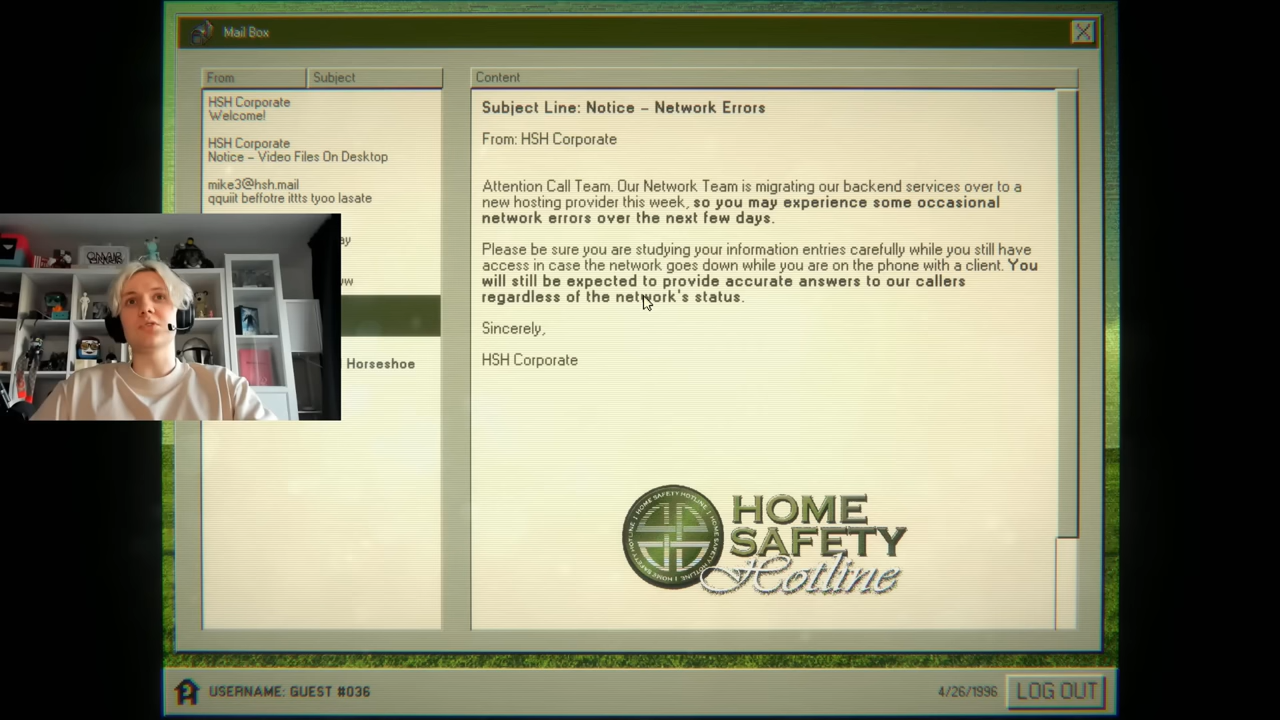 Mail Box
From
Subject
Content
HSH Corporate
Welcome!
HSH Corporate
Notice – Video Files On Desktop
mike3@hsh.mail
qquiit beffotre ittts tyoo lasate
Horseshoe
Subject Line: Notice – Network Errors
From: HSH Corporate
Attention Call Team. Our Network Team is migrating our backend services over to a
new hosting provider this week, so you may experience some occasional
network errors over the next few days.
Please be sure you are studying your information entries carefully while you still have
access in case the network goes down while you are on the phone with a client. You
will still be expected to provide accurate answers to our callers
regardless of the network's status.
Sincerely,
HSH Corporate
HOME
SAFETY
Hotline
USERNAME: GUEST #036
4/26/1996
LOG OUT